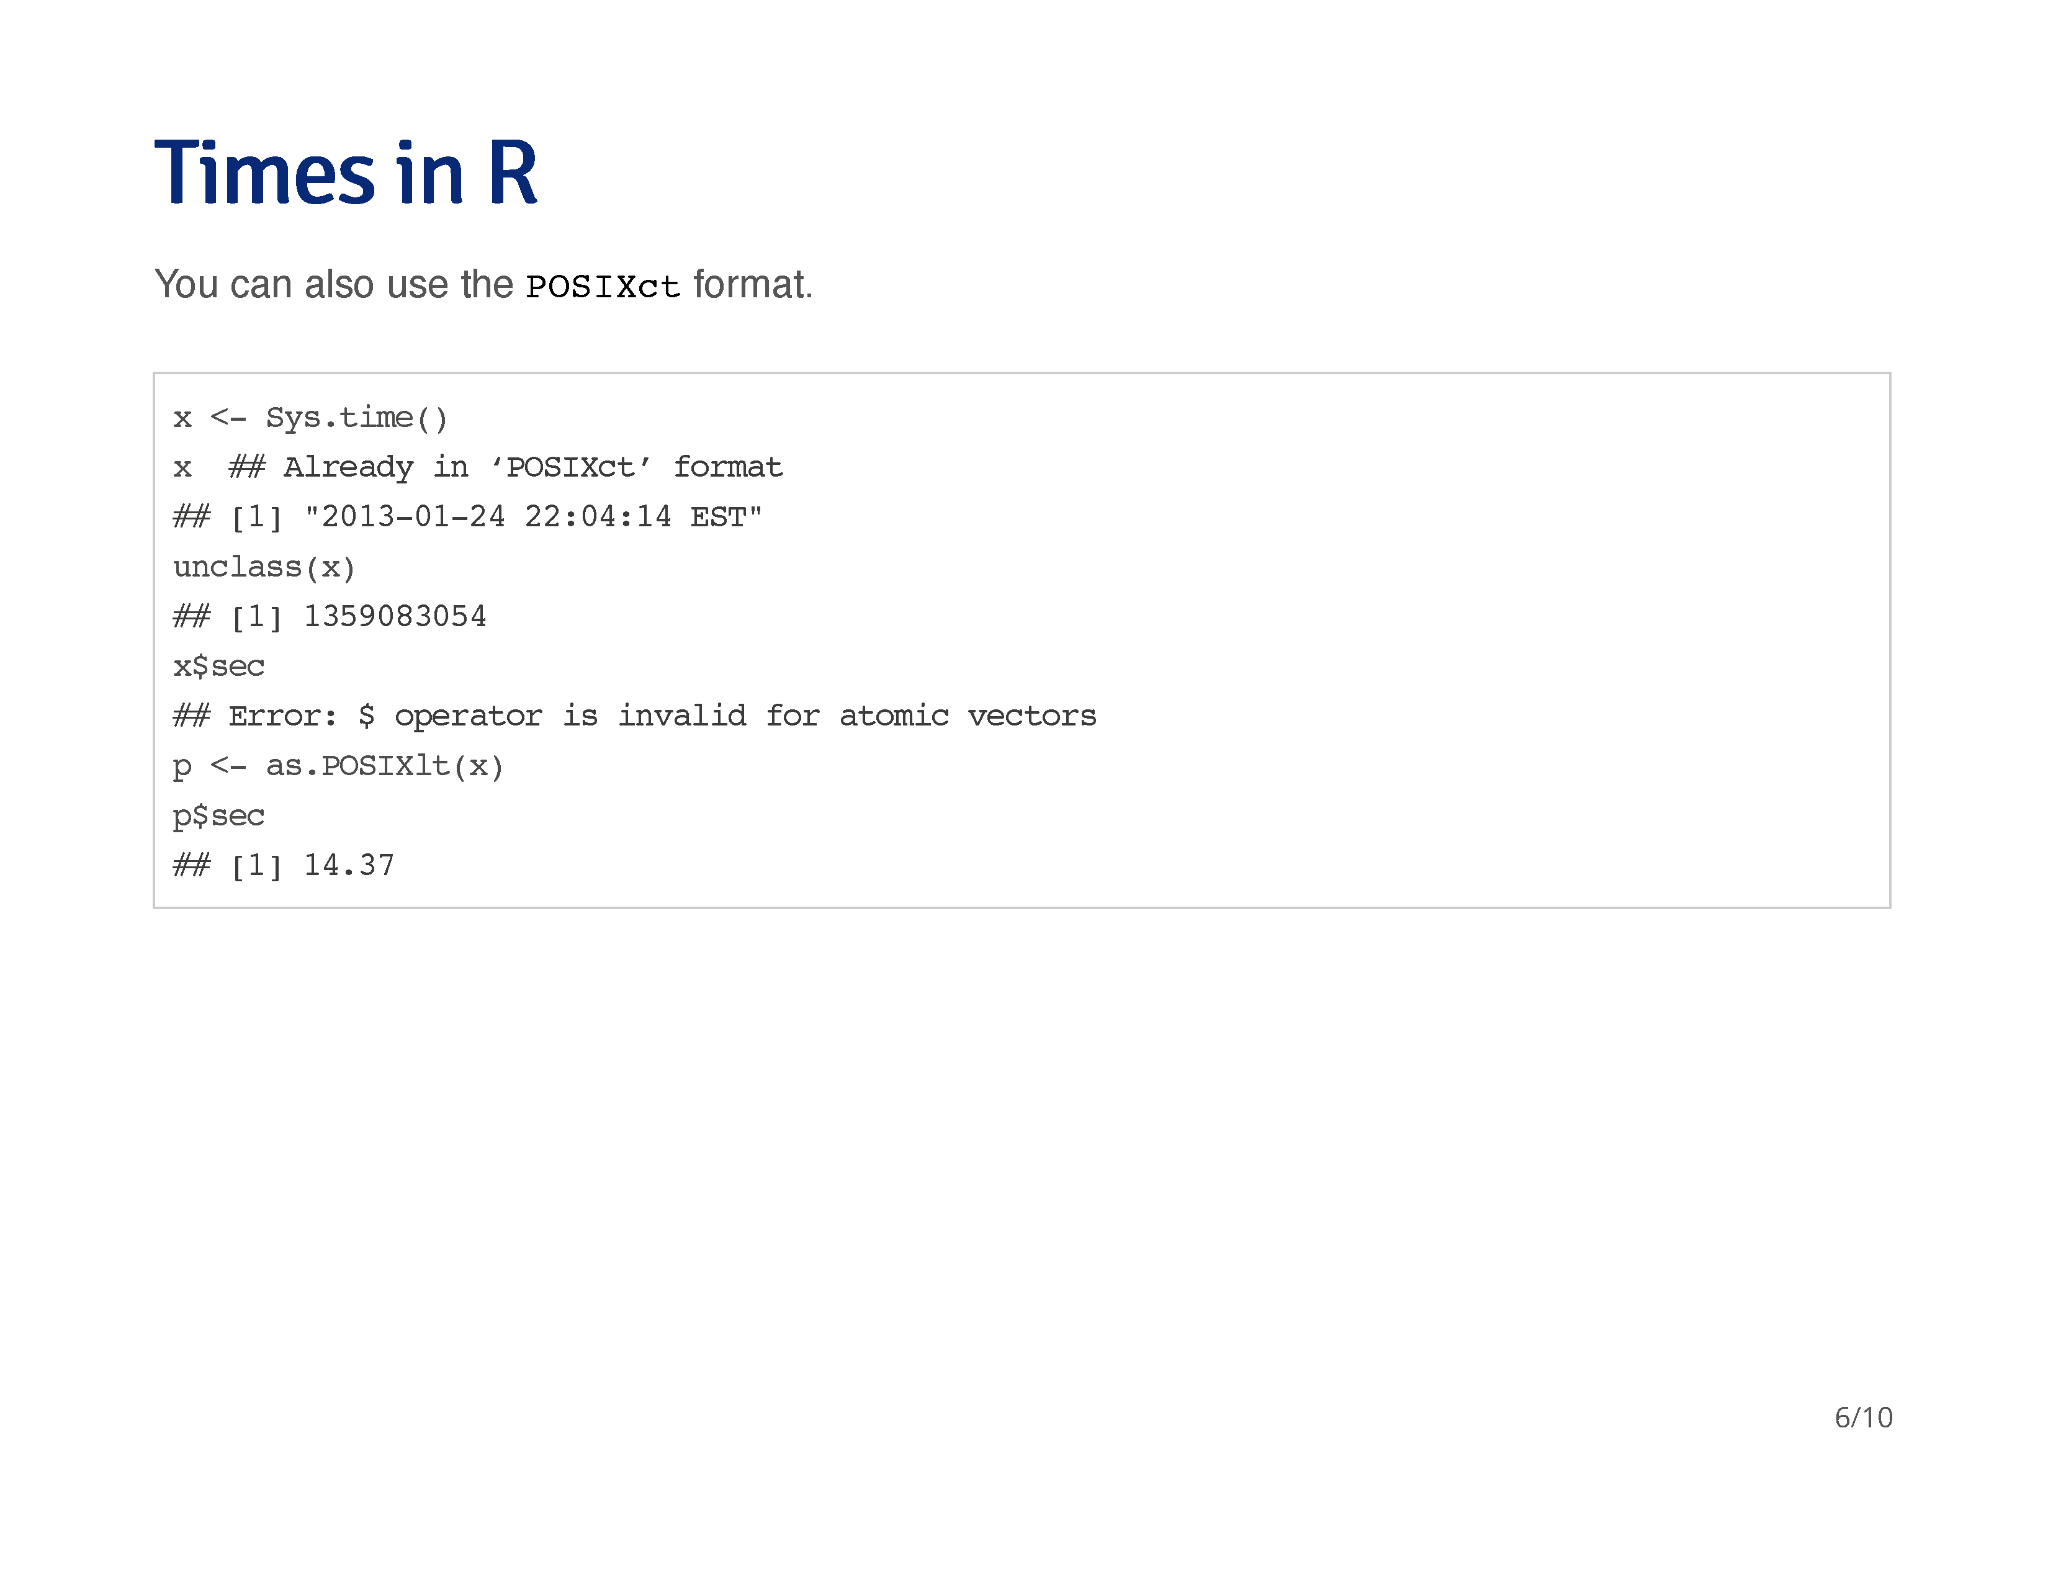 Times in R
You can also use the POSIXct format.
x <- Sys.time()
x  ## Already in ‘POSIXct’ format
## [1] "2013-01-24 22:04:14 EST"
unclass(x)
## [1] 1359083054
x$sec
## Error: $ operator is invalid for atomic vectors
p <- as.POSIXlt(x)
p$sec
## [1] 14.37
6/10